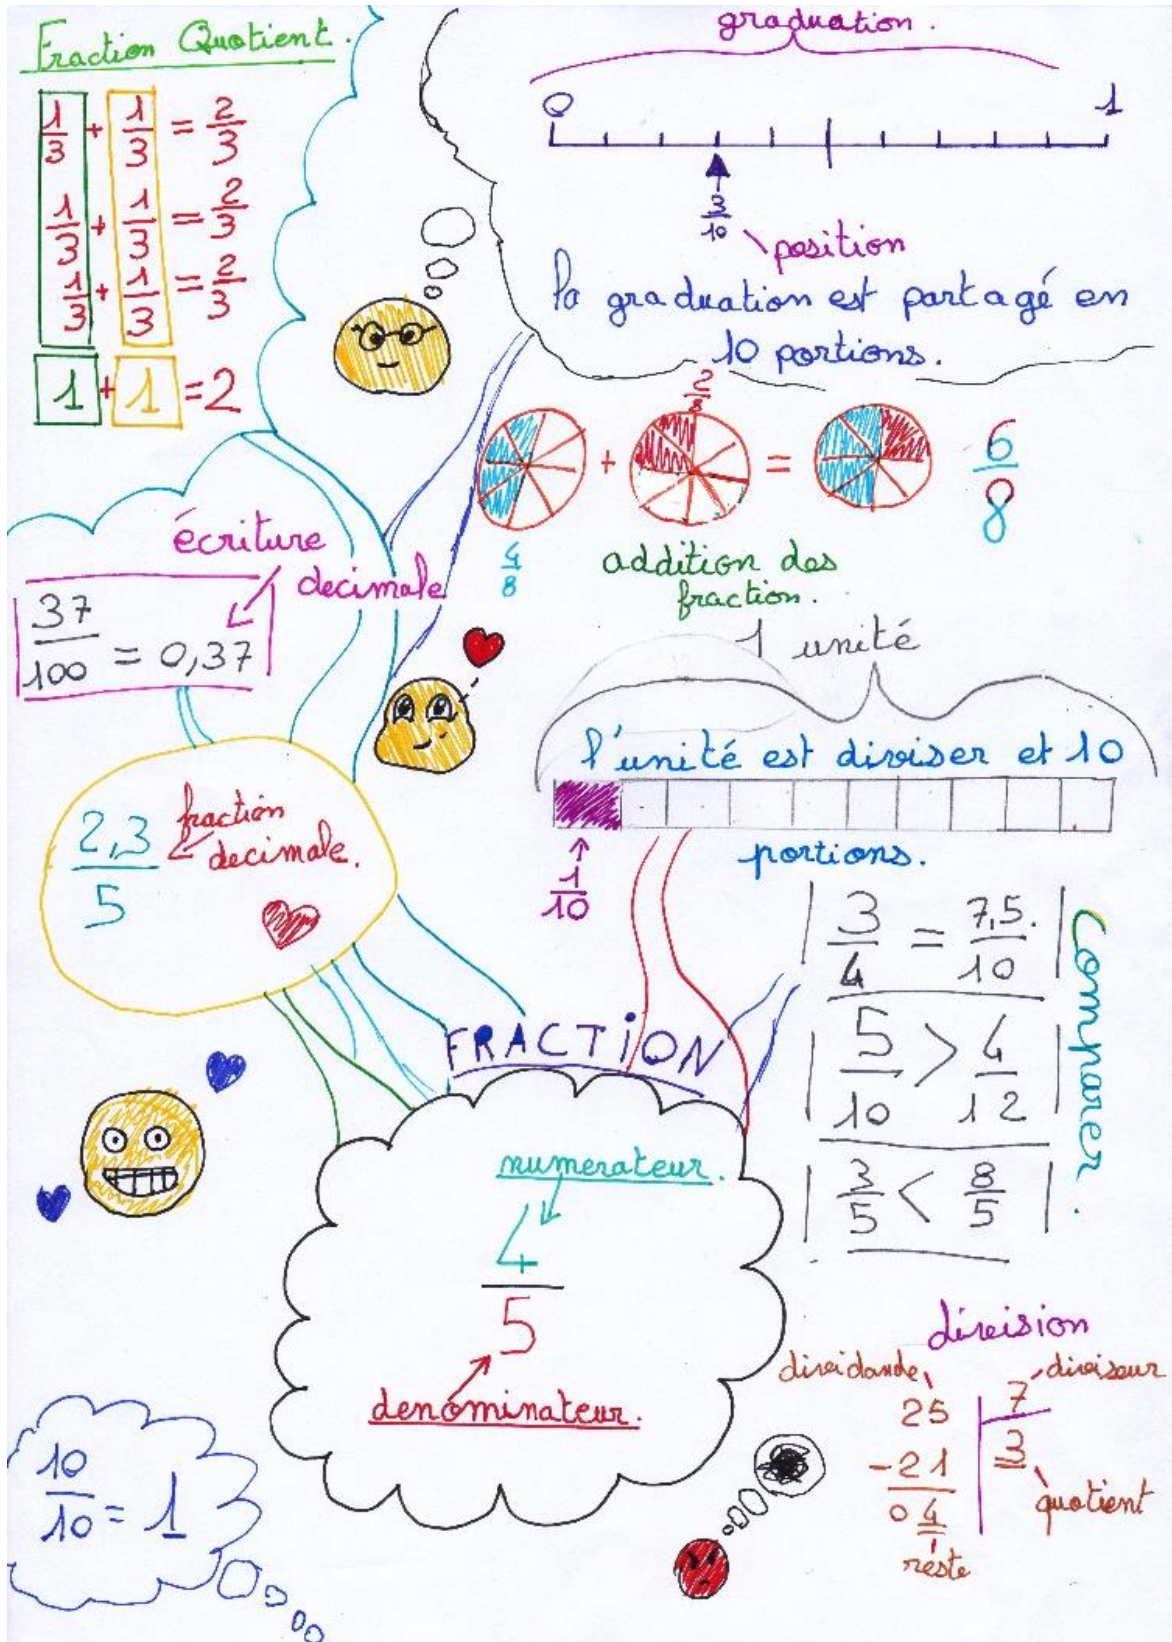 Fraction Quotient.
1/3 + 1/3 = 2/3
1/3 + 1/3 = 2/3
1/3 + 1/3 = 2/3
1 + 1 = 2
graduation.
0 1
3/10
position
la graduation est partagé en
10 portions.
4/8 + 2/8 = 6/8
addition des
fraction.
écriture
decimale
37/100 = 0,37
1 unité
l'unité est diviser et 10
portions.
1/10
2,3/5
fraction
decimale.
3/4 = 7,5./10
5/10 > 4/12
3/5 < 8/5
Comparer.
FRACTiON
numerateur.
4/5
denominateur.
division
dividande diviseur
25 7
-21 3
04 quotient
reste
10/10 = 1